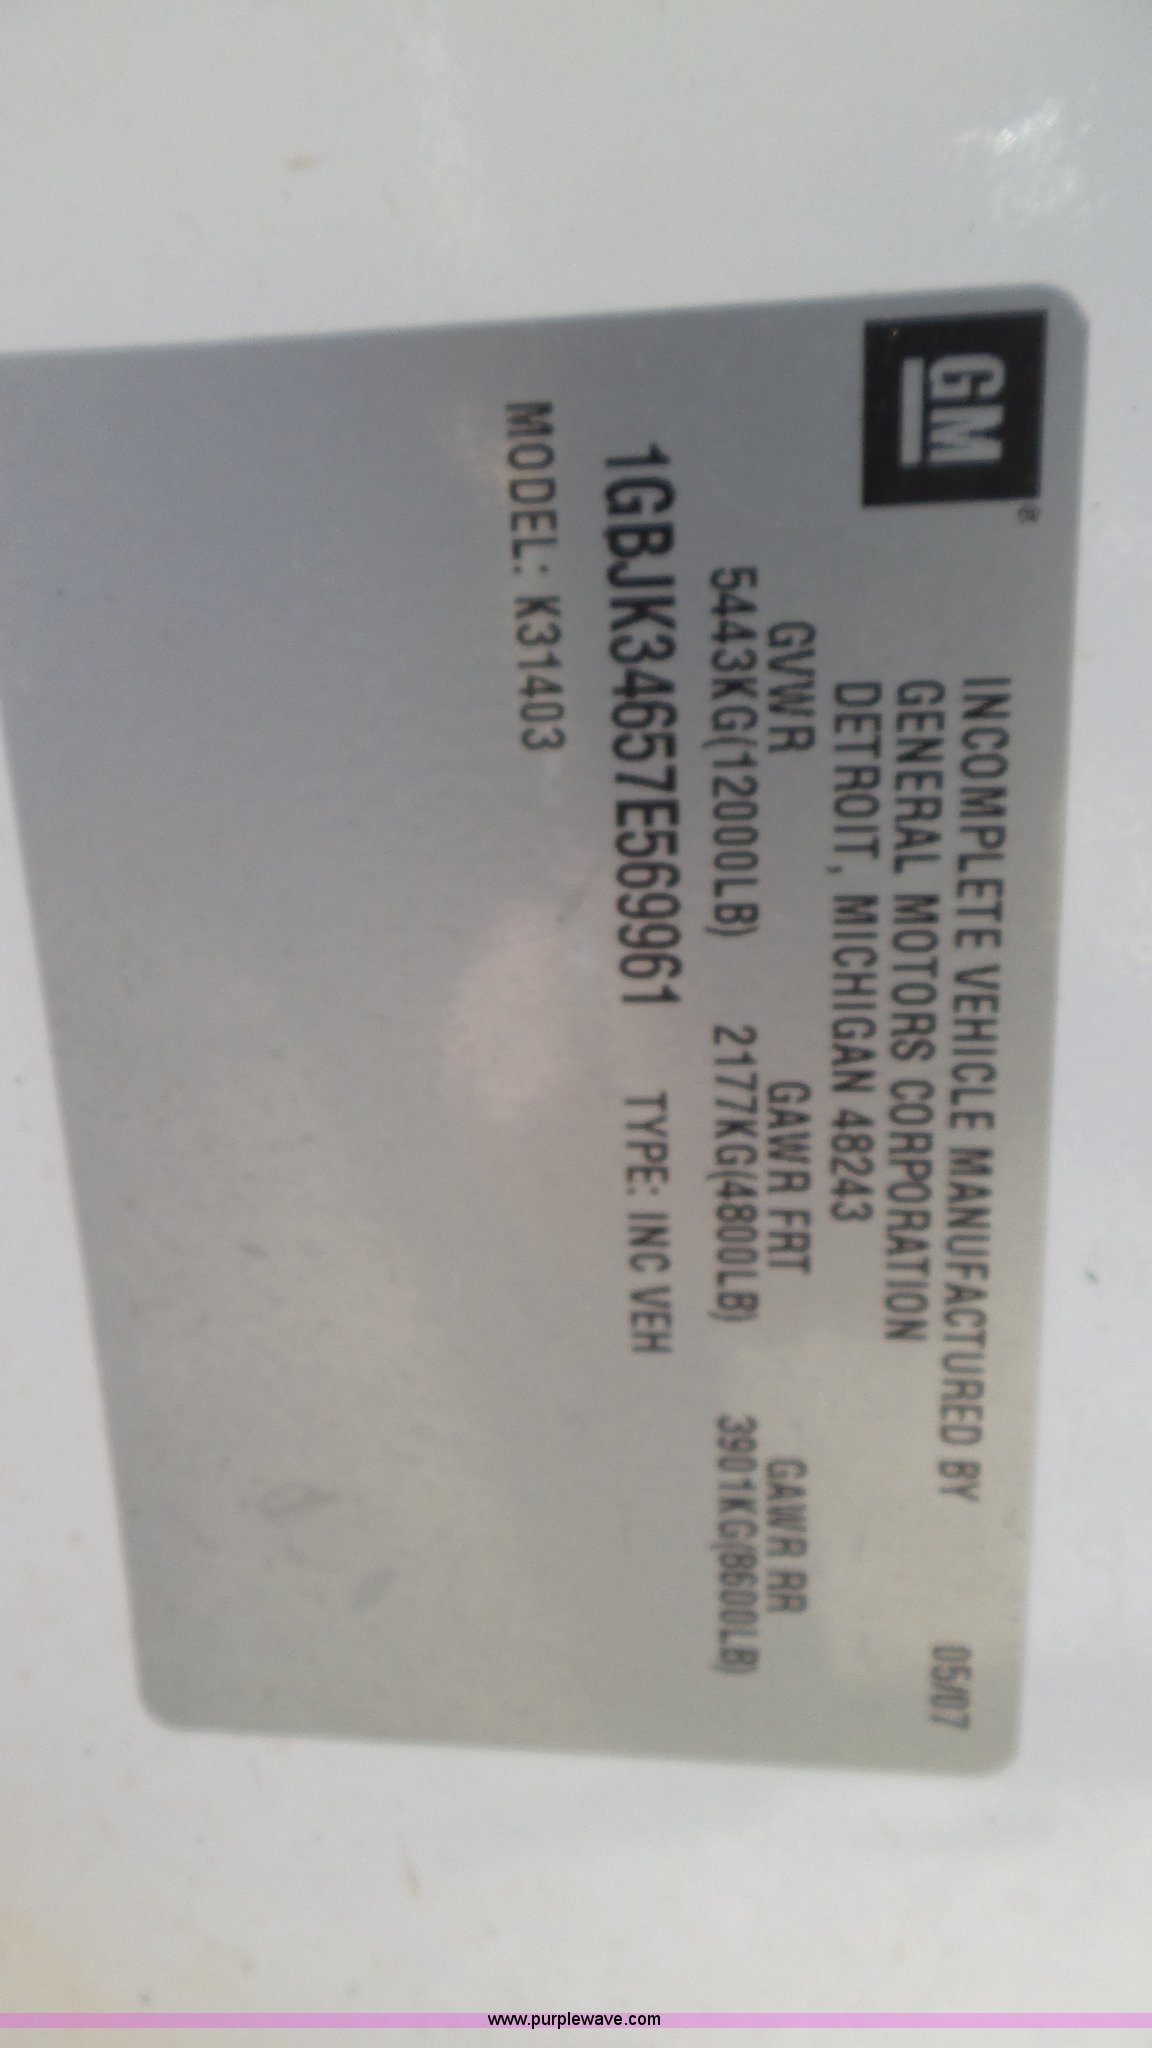 GM®
INCOMPLETE VEHICLE MANUFACTURED BY 05/07
GENERAL MOTORS CORPORATION
DETROIT, MICHIGAN 48243
GVWR GAWR FRT GAWR RR
5443KG(12000LB) 2177KG(4800LB) 3901KG(8600LB)
1GBJK34657E569961 TYPE: INC VEH
MODEL: K31403
www.purplewave.com